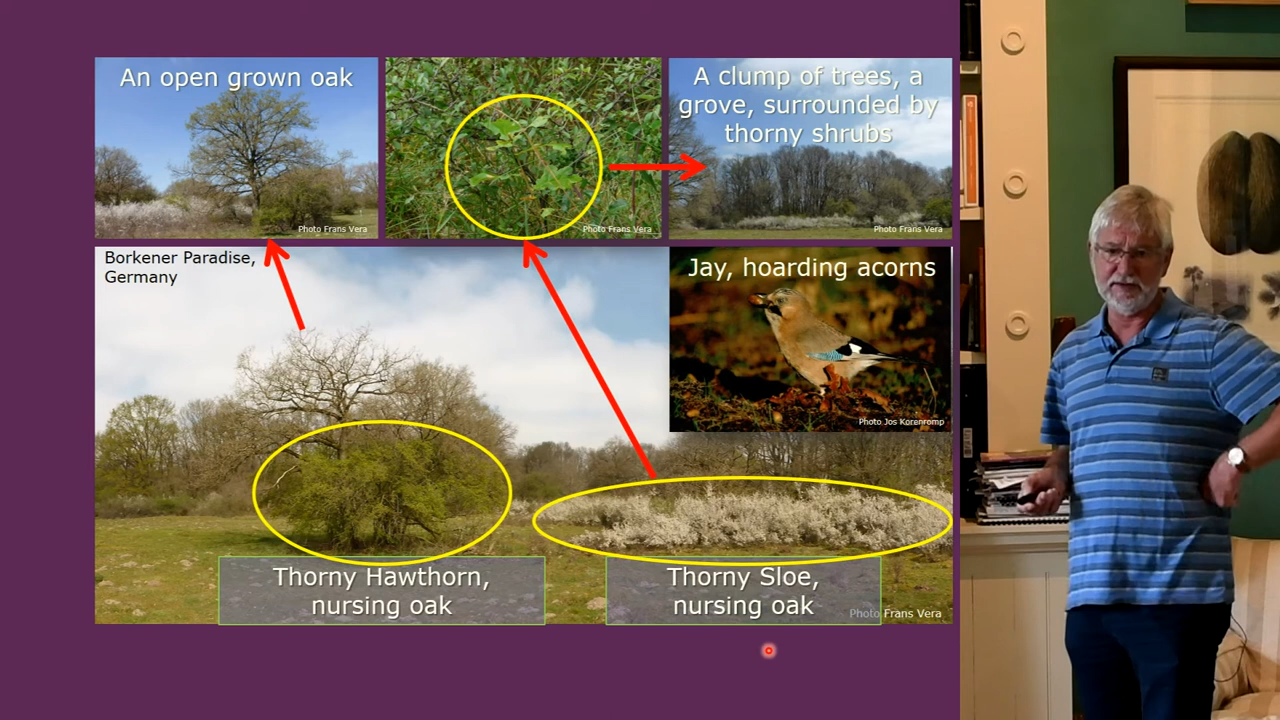 An open grown oak
Photo Frans Vera
Photo Frans Vera
A clump of trees, a
grove, surrounded by
thorny shrubs
Photo Frans Vera
Borkener Paradise,
Germany
Jay, hoarding acorns
Photo Jos Korenromp
Thorny Hawthorn,
nursing oak
Thorny Sloe,
nursing oak
Photo Frans Vera